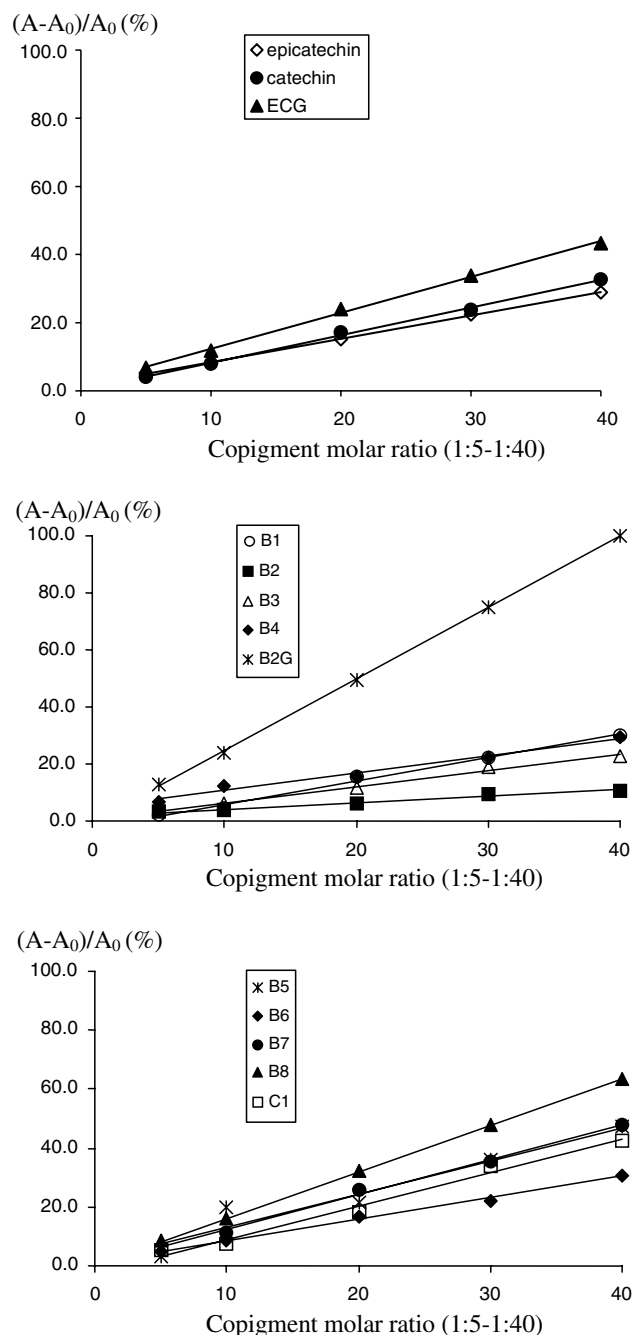 (A-A₀)/A₀ (%)
100.0
80.0
60.0
40.0
20.0
0.0
epicatechin
catechin
ECG
0 10 20 30 40
Copigment molar ratio (1:5-1:40)
(A-A₀)/A₀ (%)
100.0
80.0
60.0
40.0
20.0
0.0
B1
B2
B3
B4
B2G
0 10 20 30 40
Copigment molar ratio (1:5-1:40)
(A-A₀)/A₀ (%)
100.0
80.0
60.0
40.0
20.0
0.0
B5
B6
B7
B8
C1
0 10 20 30 40
Copigment molar ratio (1:5-1:40)